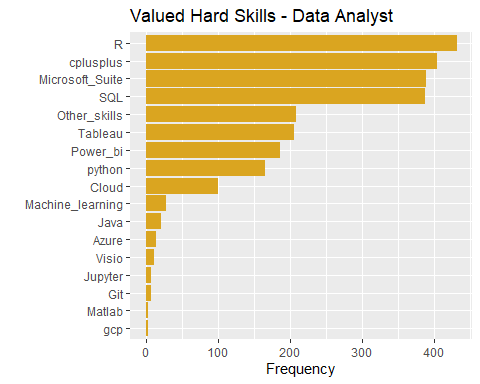 Valued Hard Skills - Data Analyst
R
cplusplus
Microsoft_Suite
SQL
Other_skills
Tableau
Power_bi
python
Cloud
Machine_learning
Java
Azure
Visio
Jupyter
Git
Matlab
gcp
0 100 200 300 400
Frequency